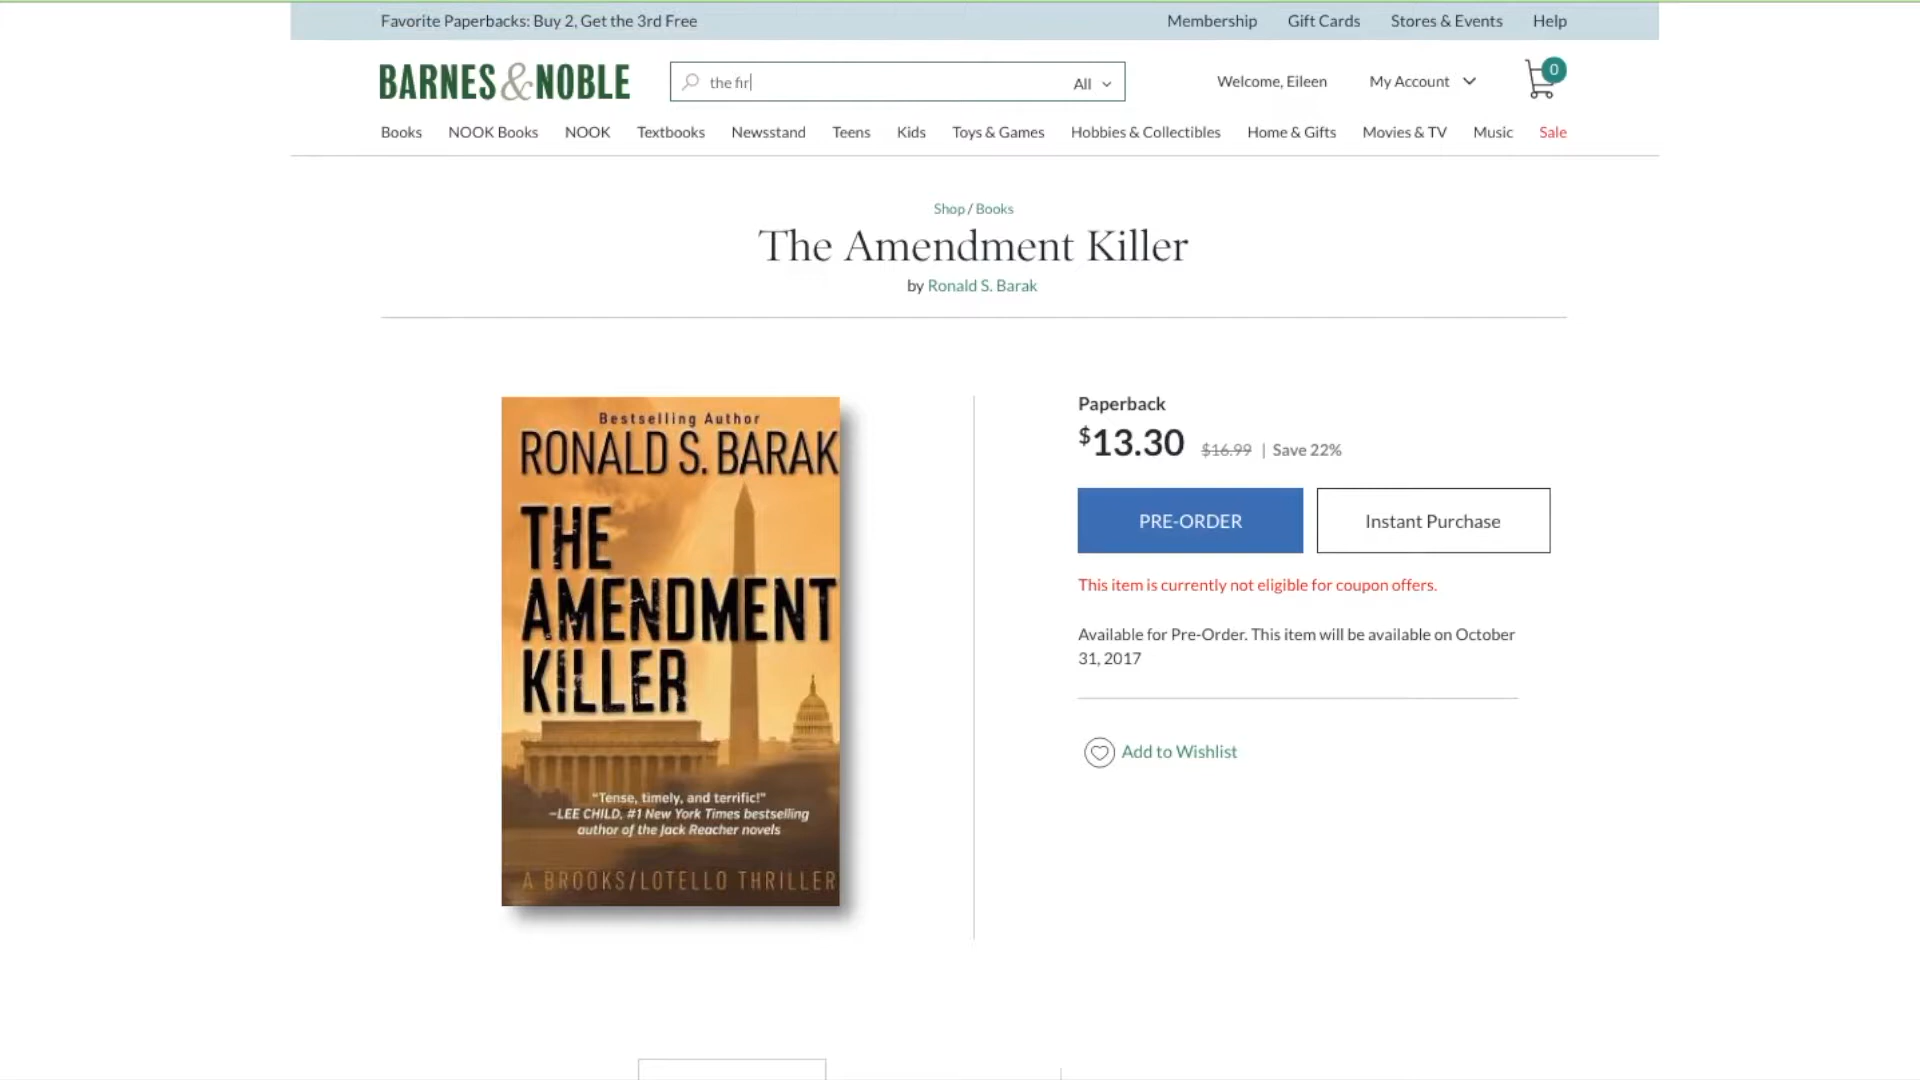 Favorite Paperbacks: Buy 2, Get the 3rd Free
Membership Gift Cards Stores & Events Help
BARNES & NOBLE
the fir
All
Welcome, Eileen
My Account
0
Books NOOK Books NOOK Textbooks Newsstand Teens Kids Toys & Games Hobbies & Collectibles Home & Gifts Movies & TV Music Sale
Shop / Books
The Amendment Killer
by Ronald S. Barak
Bestselling Author
RONALD S. BARAK
THE
AMENDMENT
KILLER
"Tense, timely, and terrific!"
–LEE CHILD, #1 New York Times bestselling
author of the Jack Reacher novels
A BROOKS/LOTELLO THRILLER
Paperback
$13.30 $16.99 | Save 22%
PRE-ORDER
Instant Purchase
This item is currently not eligible for coupon offers.
Available for Pre-Order. This item will be available on October
31, 2017
Add to Wishlist